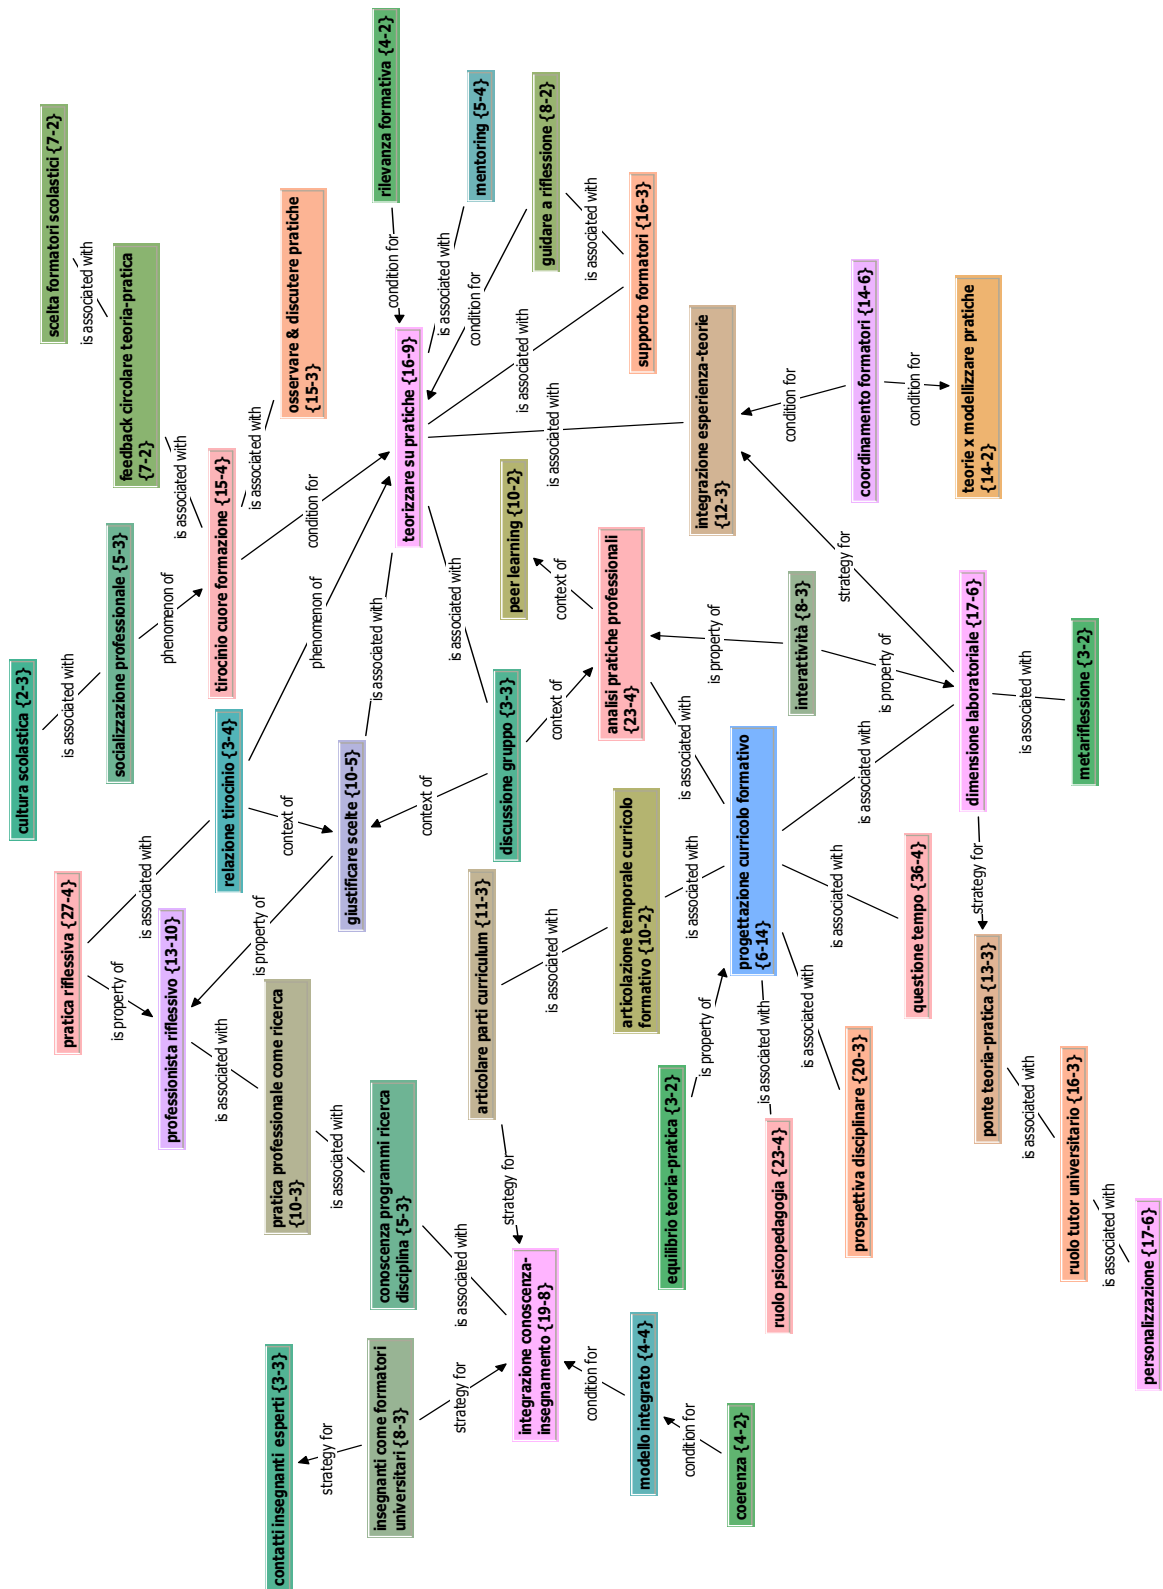 cultura scolastica {2-3}
is associated with
socializzazione professionale {5-3}
phenomenon of
scelta formatori scolastici {7-2}
is associated with
feedback circolare teoria-pratica
{7-2}
is associated with
tirocinio cuore formazione {15-4}
is associated with
osservare & discutere pratiche
{15-3}
condition for
pratica riflessiva {27-4}
is associated with
is property of
professionista riflessivo {13-10}
relazione tirocinio {3-4}
phenomenon of
context of
giustificare scelte {10-5}
is property of
is associated with
is associated with
pratica professionale come ricerca
{10-3}
is associated with
conoscenza programmi ricerca
disciplina {5-3}
is associated with
rilevanza formativa {4-2}
condition for
teorizzare su pratiche {16-9}
mentoring {5-4}
is associated with
guidare a riflessione {8-2}
condition for
is associated with
supporto formatori {16-3}
is associated with
is associated with
integrazione esperienza-teorie
{12-3}
is associated with
discussione gruppo {3-3}
context of
context of
peer learning {10-2}
context of
analisi pratiche professionali
{23-4}
is property of
interattività {8-3}
is property of
is associated with
coordinamento formatori {14-6}
condition for
condition for
teorie x modellizzare pratiche
{14-2}
strategy for
dimensione laboratoriale {17-6}
is associated with
metariflessione {3-2}
is associated with
progettazione curricolo formativo
{6-14}
articolare parti curriculum {11-3}
is associated with
articolazione temporale curricolo
formativo {10-2}
is associated with
is associated with
questione tempo {36-4}
is associated with
prospettiva disciplinare {20-3}
is associated with
ruolo psicopedagogia {23-4}
is property of
equilibrio teoria-pratica {3-2}
strategy for
ponte teoria-pratica {13-3}
is associated with
ruolo tutor universitario {16-3}
is associated with
personalizzazione {17-6}
strategy for
integrazione conoscenza-
insegnamento {19-8}
contatti insegnanti  esperti {3-3}
strategy for
insegnanti come formatori
universitari {8-3}
strategy for
condition for
modello integrato {4-4}
condition for
coerenza {4-2}